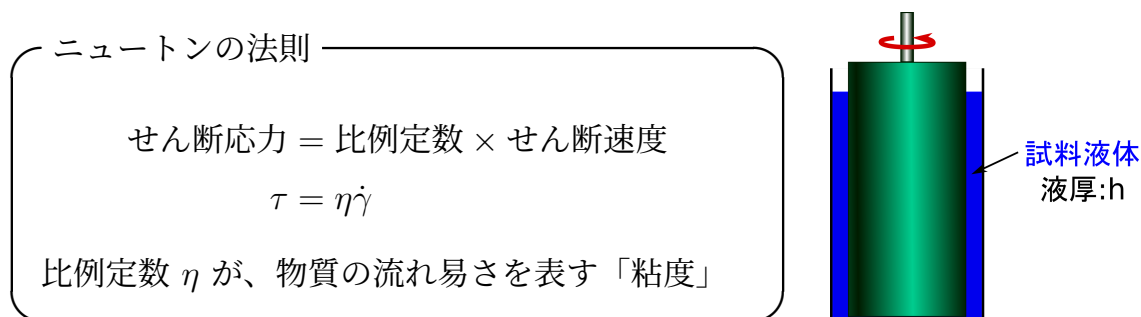 ニュートンの法則
せん断応力 = 比例定数 × せん断速度
τ = ηγ̇
比例定数 η が、物質の流れ易さを表す「粘度」
試料液体
液厚:h